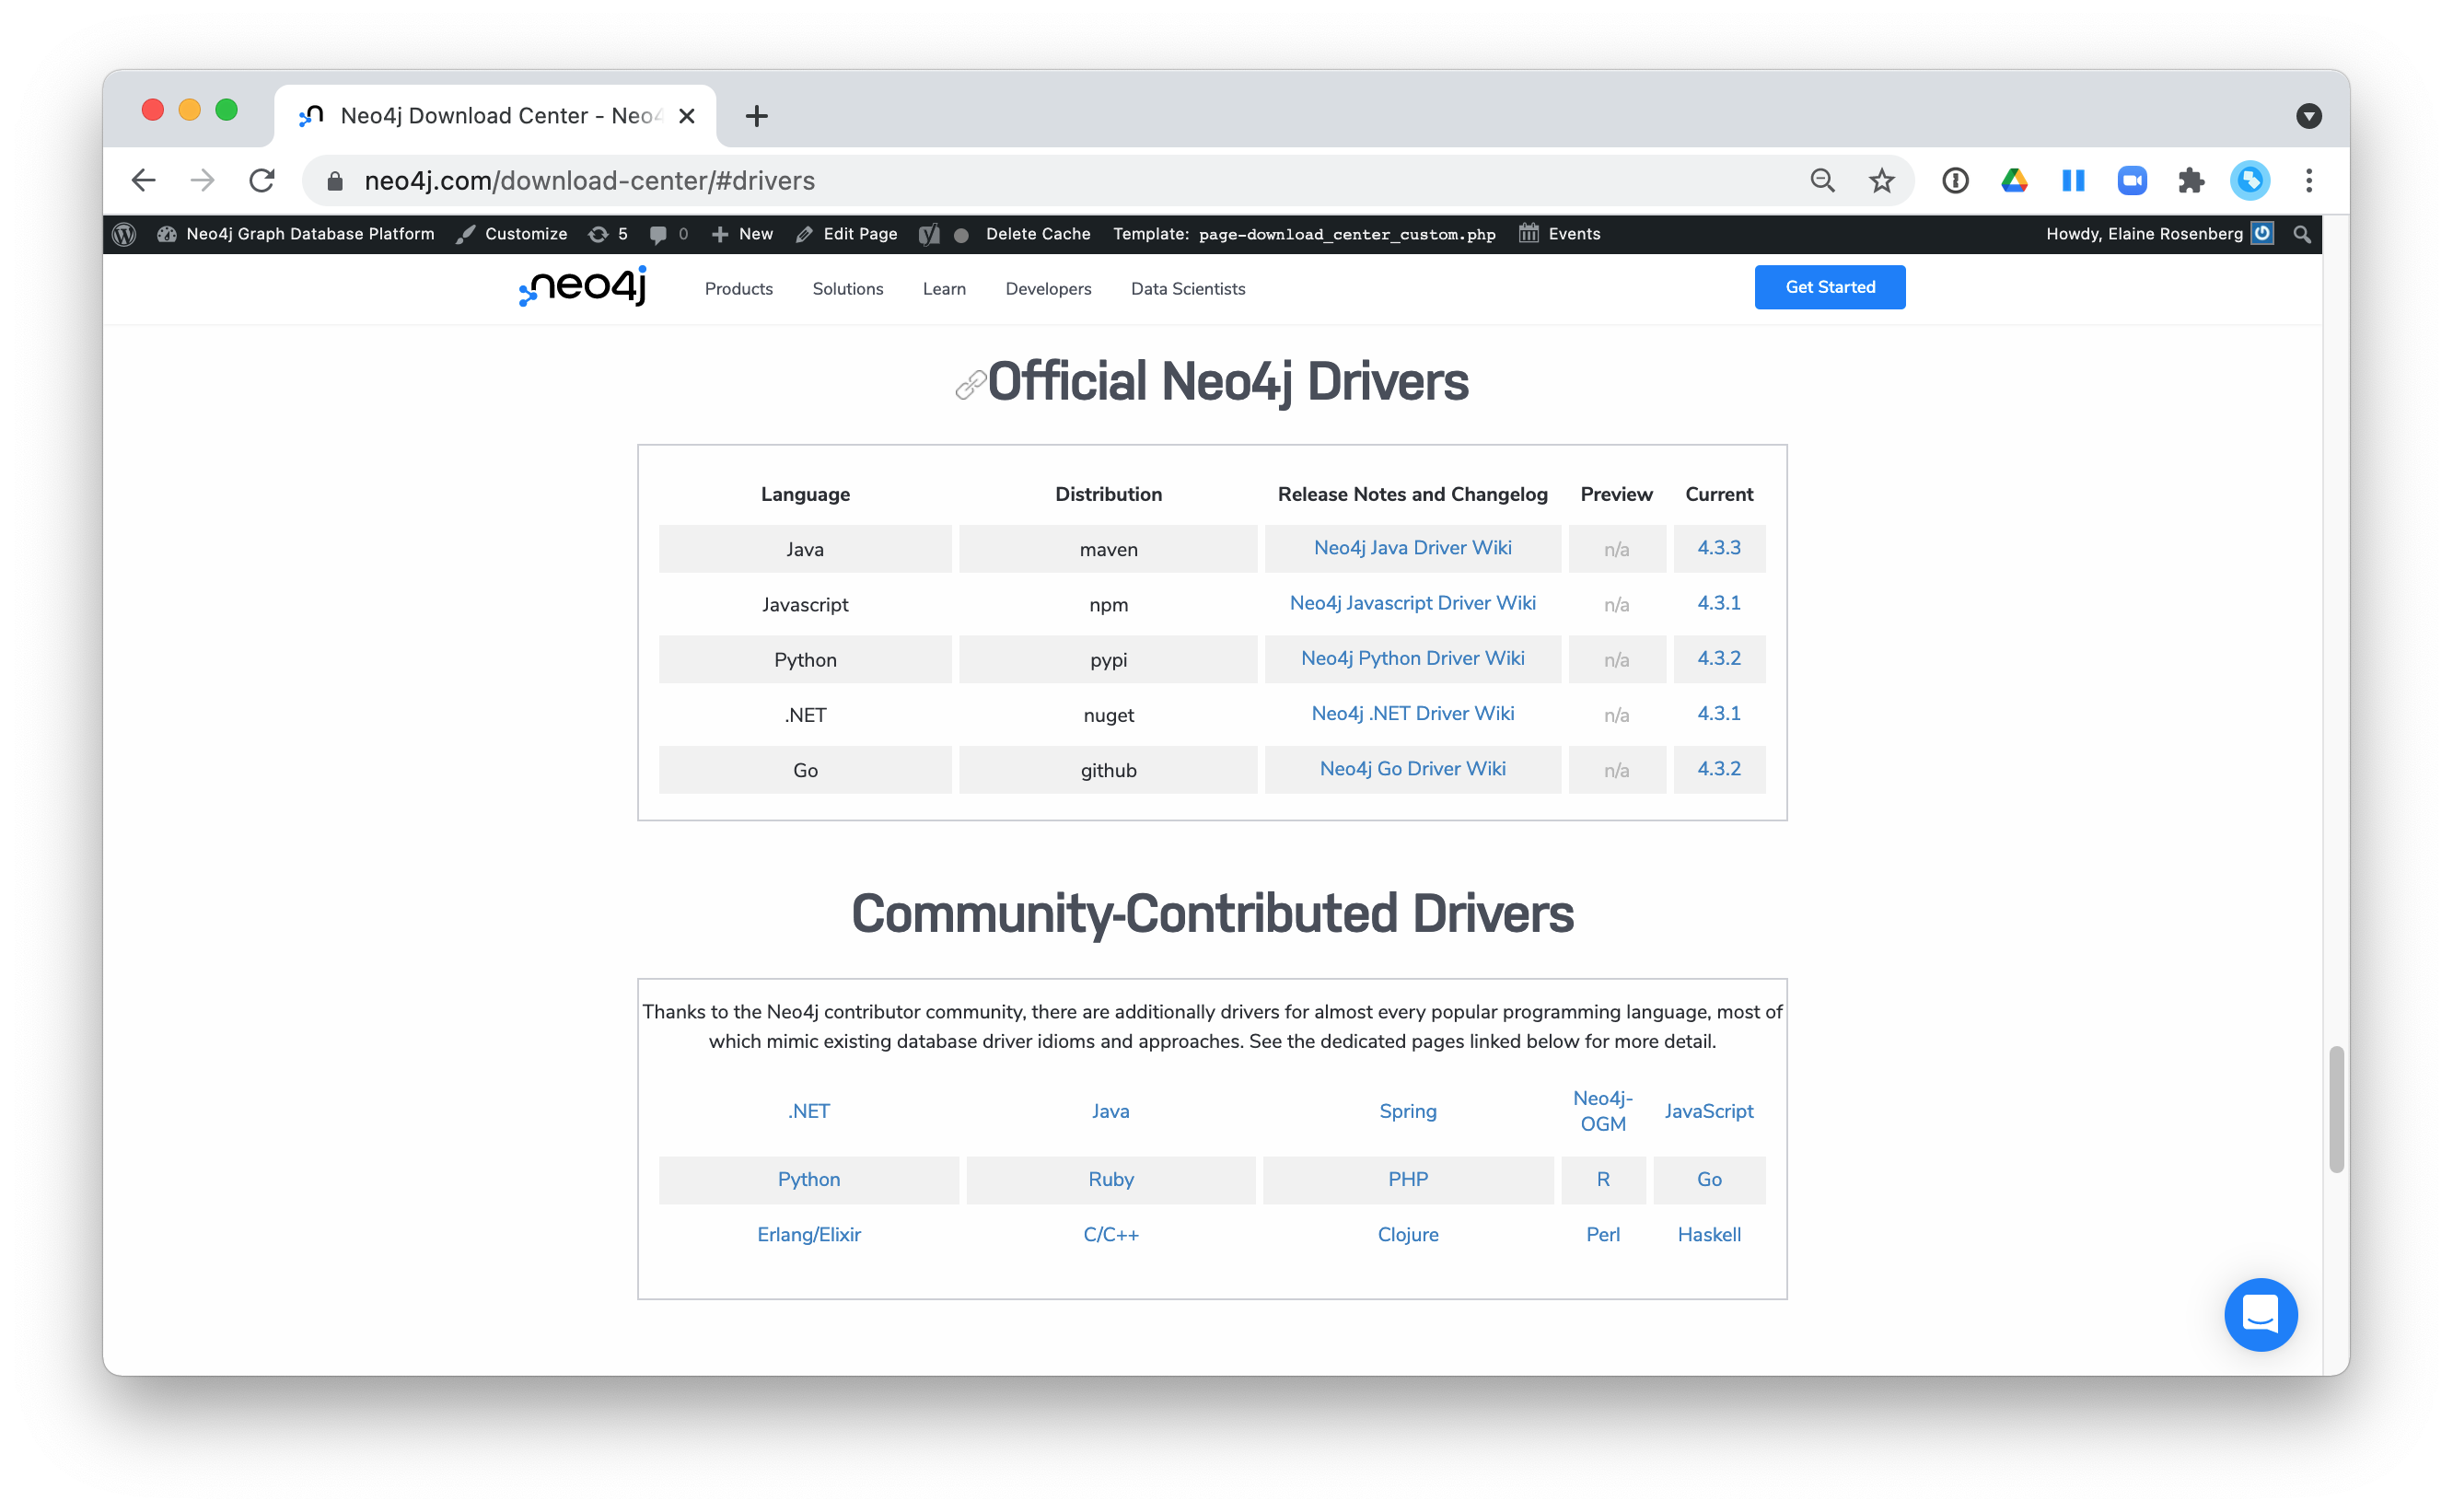 Neo4j Download Center - Neo4
neo4j.com/download-center/#drivers
Neo4j Graph Database Platform Customize 5 0 New Edit Page Delete Cache Template: page-download_center_custom.php Events Howdy, Elaine Rosenberg
neo4j Products Solutions Learn Developers Data Scientists Get Started
Official Neo4j Drivers
Language Distribution Release Notes and Changelog Preview Current
Java maven Neo4j Java Driver Wiki n/a 4.3.3
Javascript npm Neo4j Javascript Driver Wiki n/a 4.3.1
Python pypi Neo4j Python Driver Wiki n/a 4.3.2
.NET nuget Neo4j .NET Driver Wiki n/a 4.3.1
Go github Neo4j Go Driver Wiki n/a 4.3.2
Community-Contributed Drivers
Thanks to the Neo4j contributor community, there are additionally drivers for almost every popular programming language, most of
which mimic existing database driver idioms and approaches. See the dedicated pages linked below for more detail.
.NET Java Spring Neo4j-
OGM JavaScript
Python Ruby PHP R Go
Erlang/Elixir C/C++ Clojure Perl Haskell